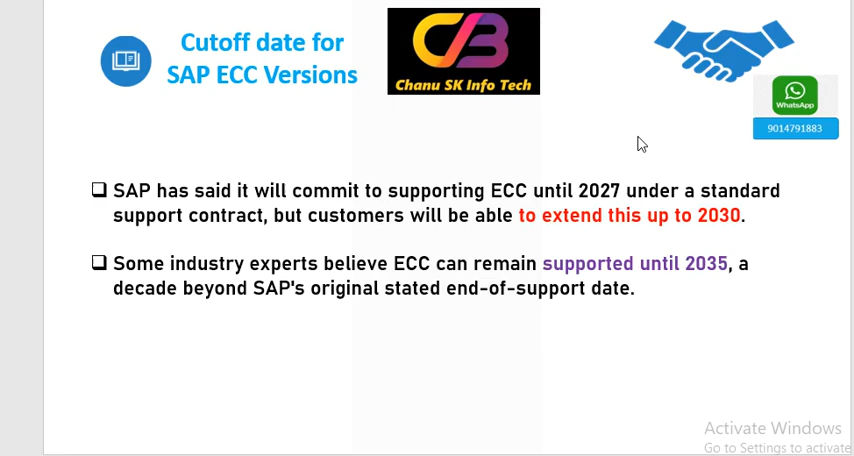 Cutoff date for
SAP ECC Versions
Chanu SK Info Tech
WhatsApp
9014791883
SAP has said it will commit to supporting ECC until 2027 under a standard
support contract, but customers will be able to extend this up to 2030.
Some industry experts believe ECC can remain supported until 2035, a
decade beyond SAP's original stated end-of-support date.
Activate Windows
Go to Settings to activate